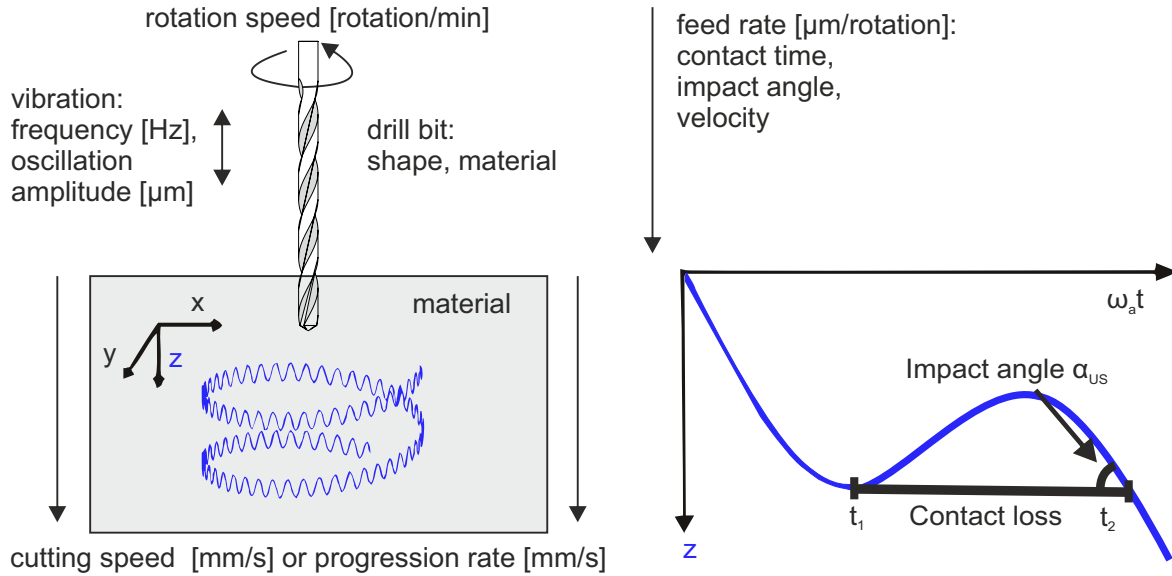 rotation speed [rotation/min]
vibration:
frequency [Hz],
oscillation
amplitude [µm]
drill bit:
shape, material
material
x
y
z
cutting speed [mm/s] or progression rate [mm/s]
feed rate [µm/rotation]:
contact time,
impact angle,
velocity
ωₐt
Impact angle α_US
t₁
Contact loss
t₂
z